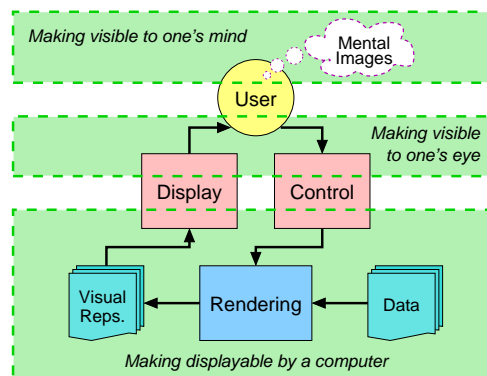 Making visible to one's mind
Mental
Images
User
Making visible
to one's eye
Display
Control
Visual
Reps.
Rendering
Data
Making displayable by a computer